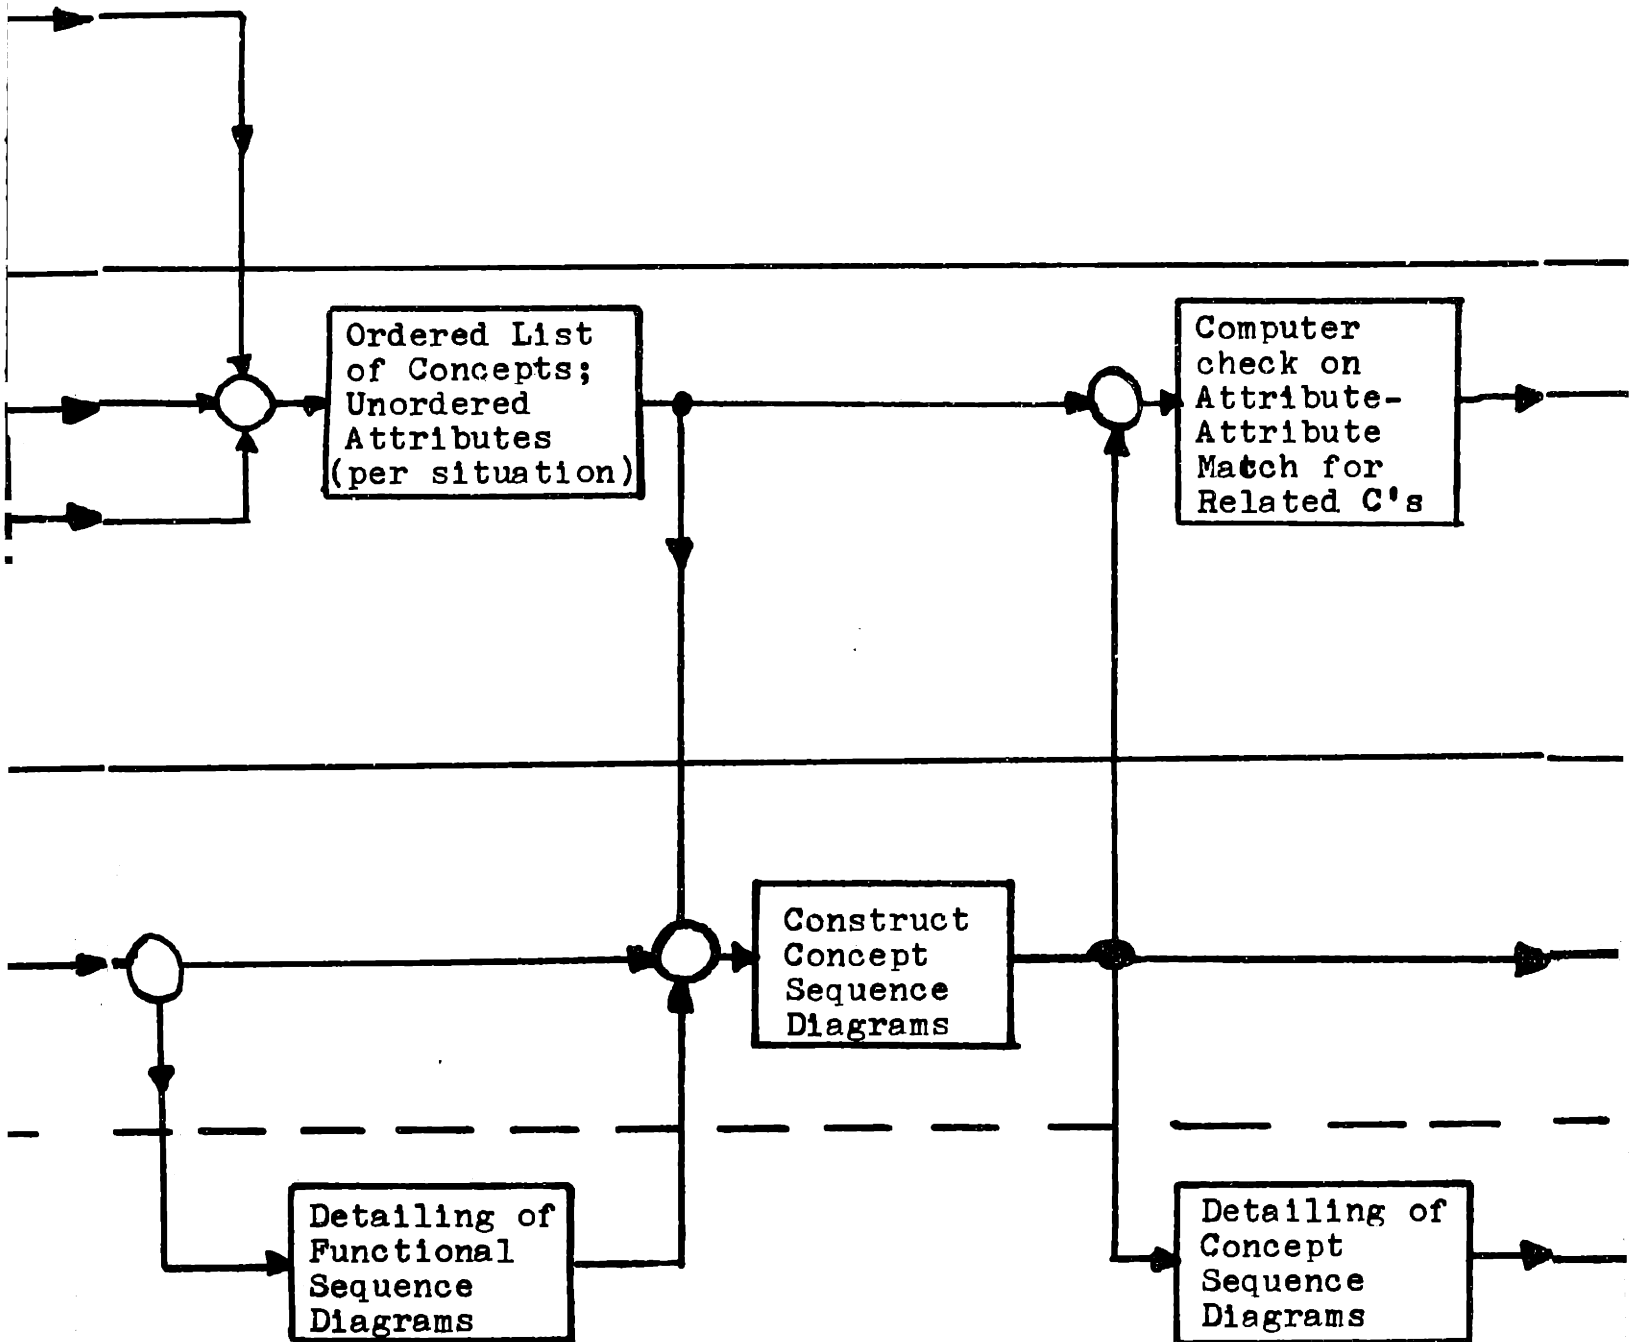 Ordered List
of Concepts;
Unordered
Attributes
(per situation)
Computer
check on
Attribute-
Attribute
Match for
Related C's
Construct
Concept
Sequence
Diagrams
Detailing of
Functional
Sequence
Diagrams
Detailing of
Concept
Sequence
Diagrams